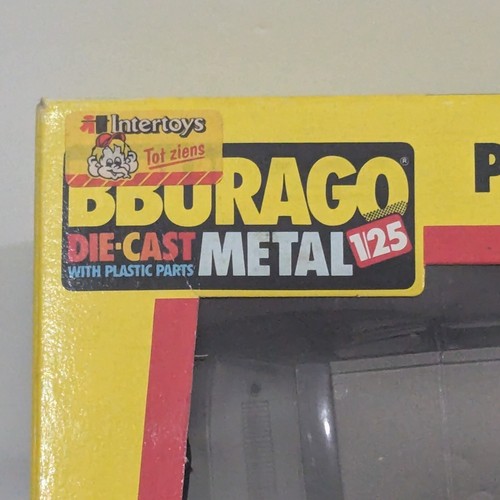 Intertoys
Tot ziens
BBURAGO®
P
DIE-CAST METAL 1/25
WITH PLASTIC PARTS